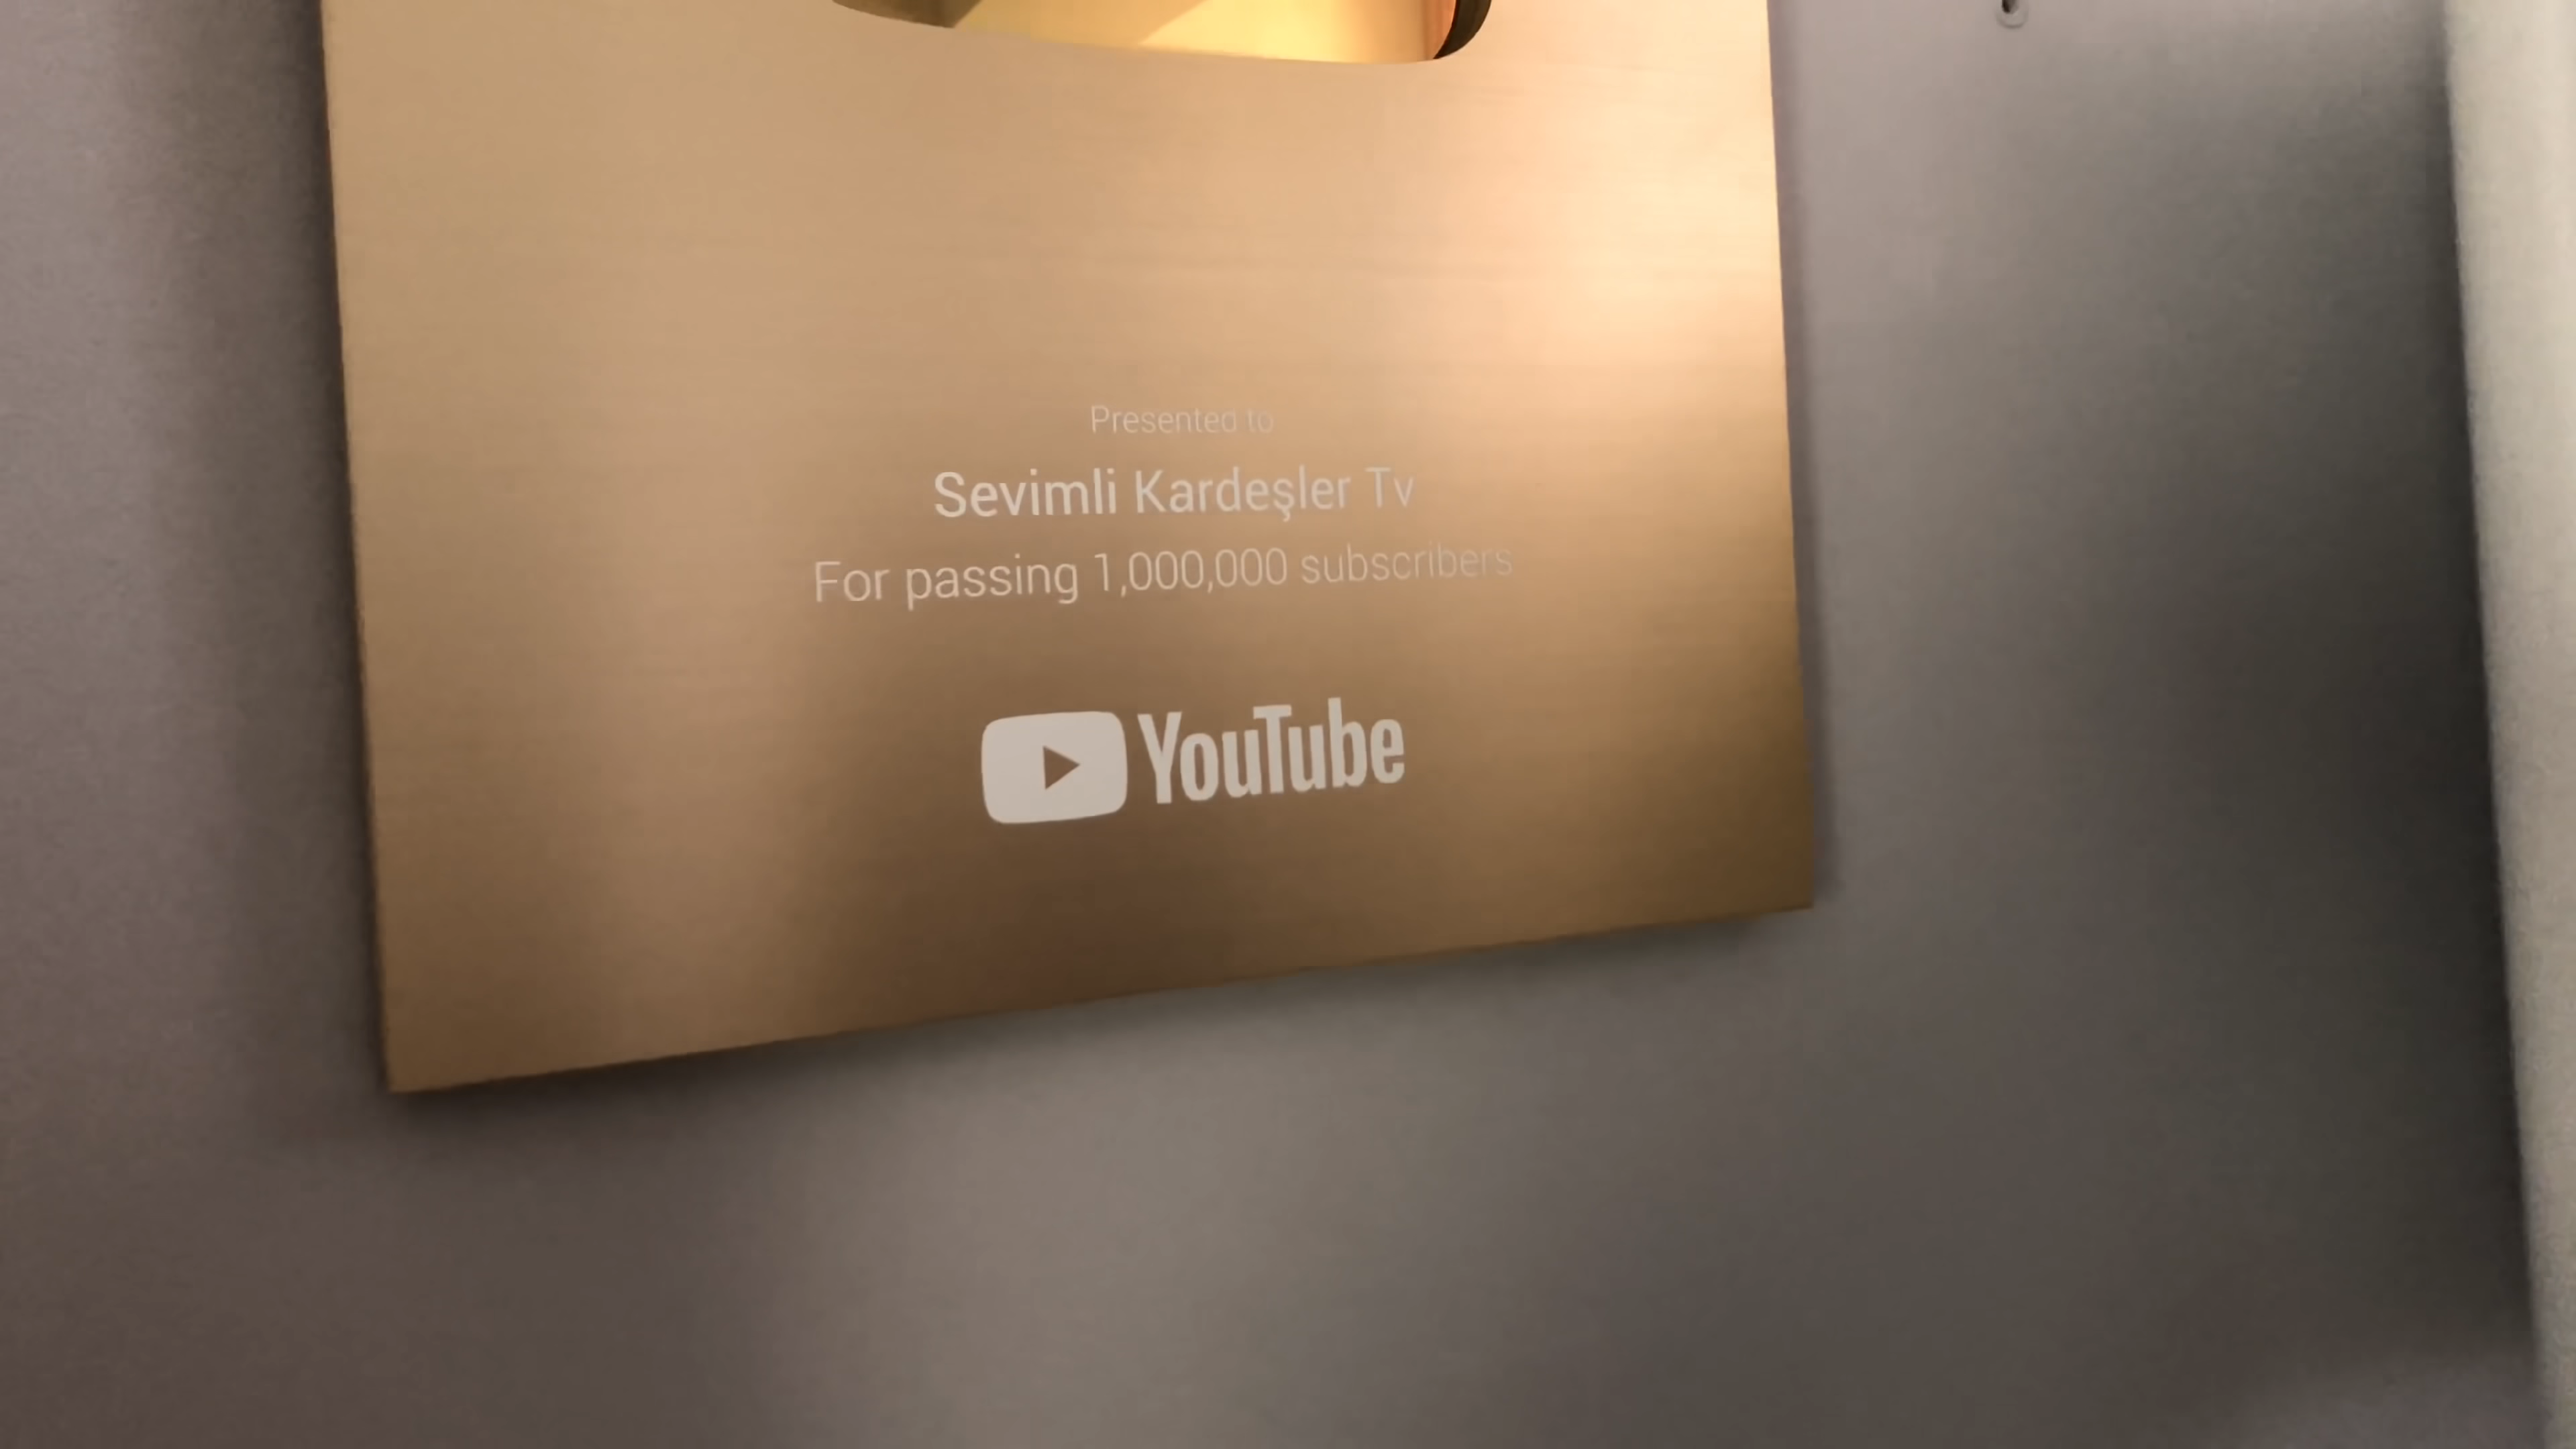 Presented to
Sevimli Kardeşler Tv
For passing 1,000,000 subscribers
YouTube